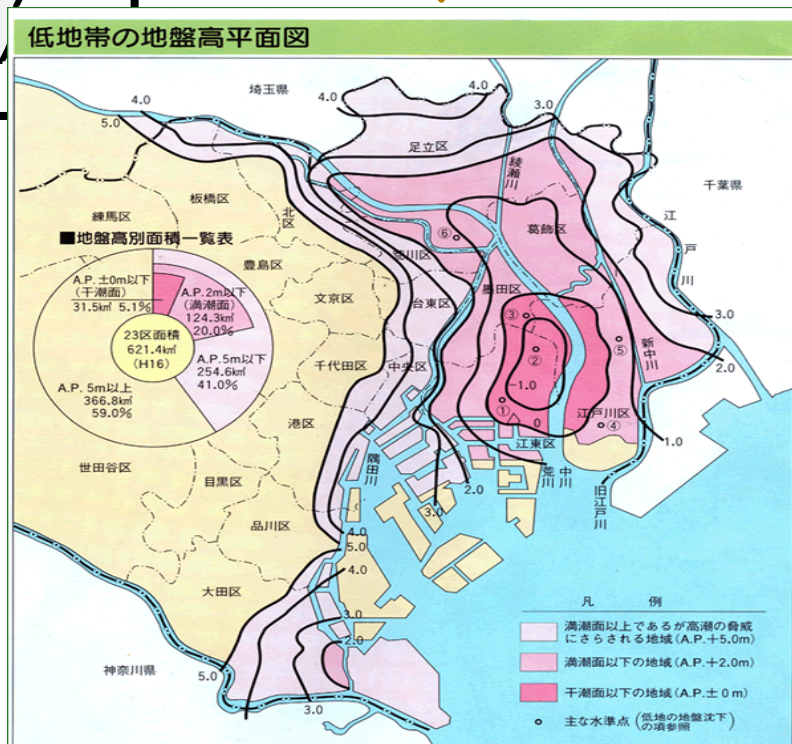 低地帯の地盤高平面図
埼玉県
4.0
5.0
4.0
4.0
3.0
足立区
綾瀬川
千葉県
板橋区
練馬区
北区
葛飾区
江戸川
⑥
荒川区
■地盤高別面積一覧表
豊島区
文京区
台東区
墨田区
A.P.±0m以下
(干潮面)
31.5k㎡ 5.1%
A.P.2m以下
(満潮面)
124.3k㎡
20.0%
23区面積
621.4k㎡
(H16)
A.P.5m以下
254.6k㎡
41.0%
A.P. 5m以上
366.8k㎡
59.0%
③
②
⑤
新中川
3.0
2.0
千代田区
中央区
-1.0
①
0
江戸川区
④
港区
江東区
1.0
世田谷区
隅田川
荒川
中川
旧江戸川
目黒区
2.0
3.0
品川区
4.0
5.0
4.0
大田区
3.0
2.0
神奈川県
5.0
3.0
凡 例
満潮面以上であるが高潮の脅威
にさらされる地域(A.P.+5.0m)
満潮面以下の地域(A.P.+2.0m)
干潮面以下の地域(A.P.±0m)
主な水準点(低地の地盤沈下
の項参照)